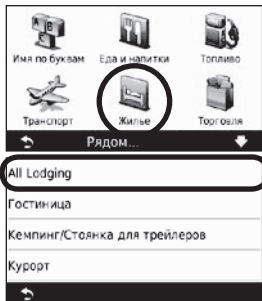 Имя по буквам Еда и напитки Топливо
Транспорт Жилье Торговля
Рядом...
All Lodging
Гостиница
Кемпинг/Стоянка для трейлеров
Курорт